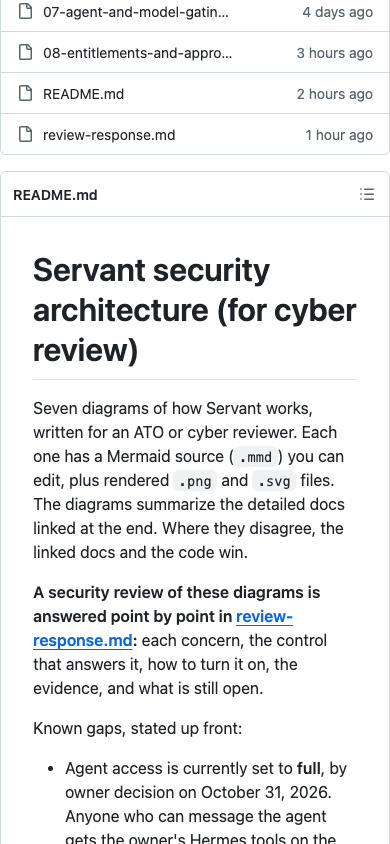 07-agent-and-model-gatin... 4 days ago
08-entitlements-and-appro... 3 hours ago
README.md 2 hours ago
review-response.md 1 hour ago
README.md
Servant security
architecture (for cyber
review)
Seven diagrams of how Servant works,
written for an ATO or cyber reviewer. Each
one has a Mermaid source ( .mmd ) you can
edit, plus rendered .png and .svg files.
The diagrams summarize the detailed docs
linked at the end. Where they disagree, the
linked docs and the code win.
A security review of these diagrams is
answered point by point in review-
response.md: each concern, the control
that answers it, how to turn it on, the
evidence, and what is still open.
Known gaps, stated up front:
• Agent access is currently set to full, by
owner decision on October 31, 2026.
Anyone who can message the agent
gets the owner's Hermes tools on the